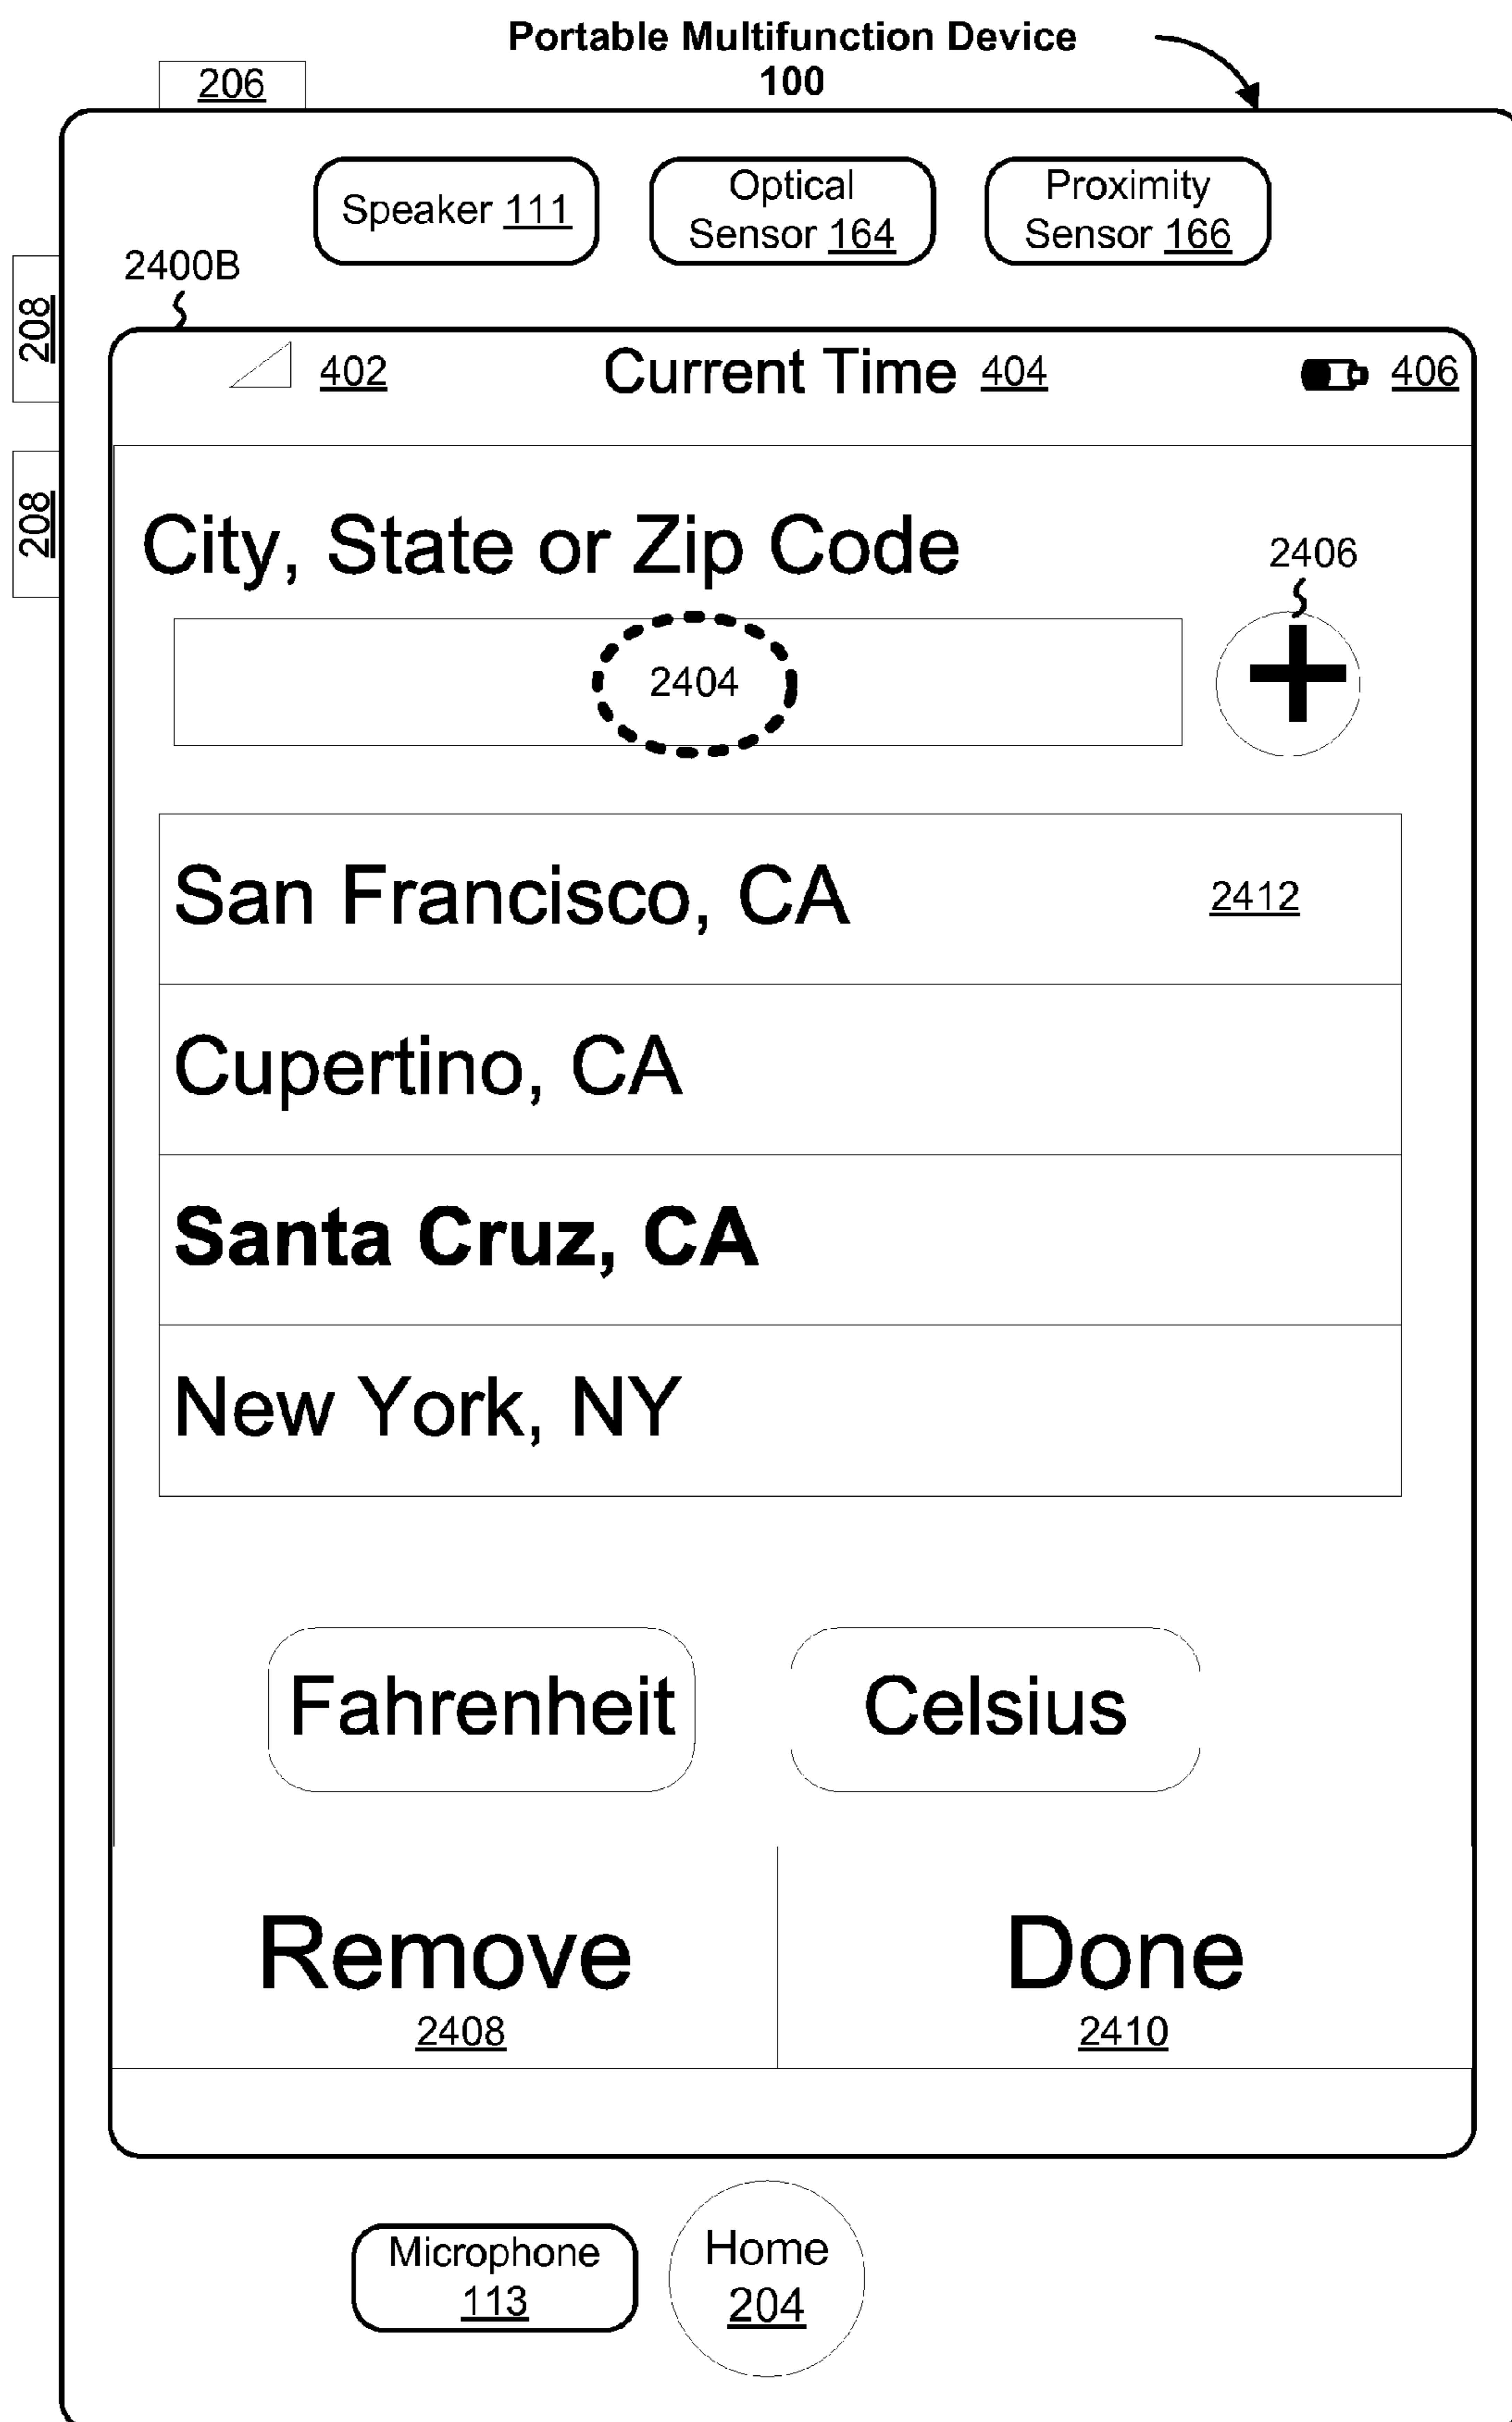 Portable Multifunction Device
100
206
Speaker 111
Optical
Sensor 164
Proximity
Sensor 166
2400B
208
208
402
Current Time 404
406
City, State or Zip Code
2406
2404
San Francisco, CA
2412
Cupertino, CA
Santa Cruz, CA
New York, NY
Fahrenheit
Celsius
Remove
2408
Done
2410
Microphone
113
Home
204